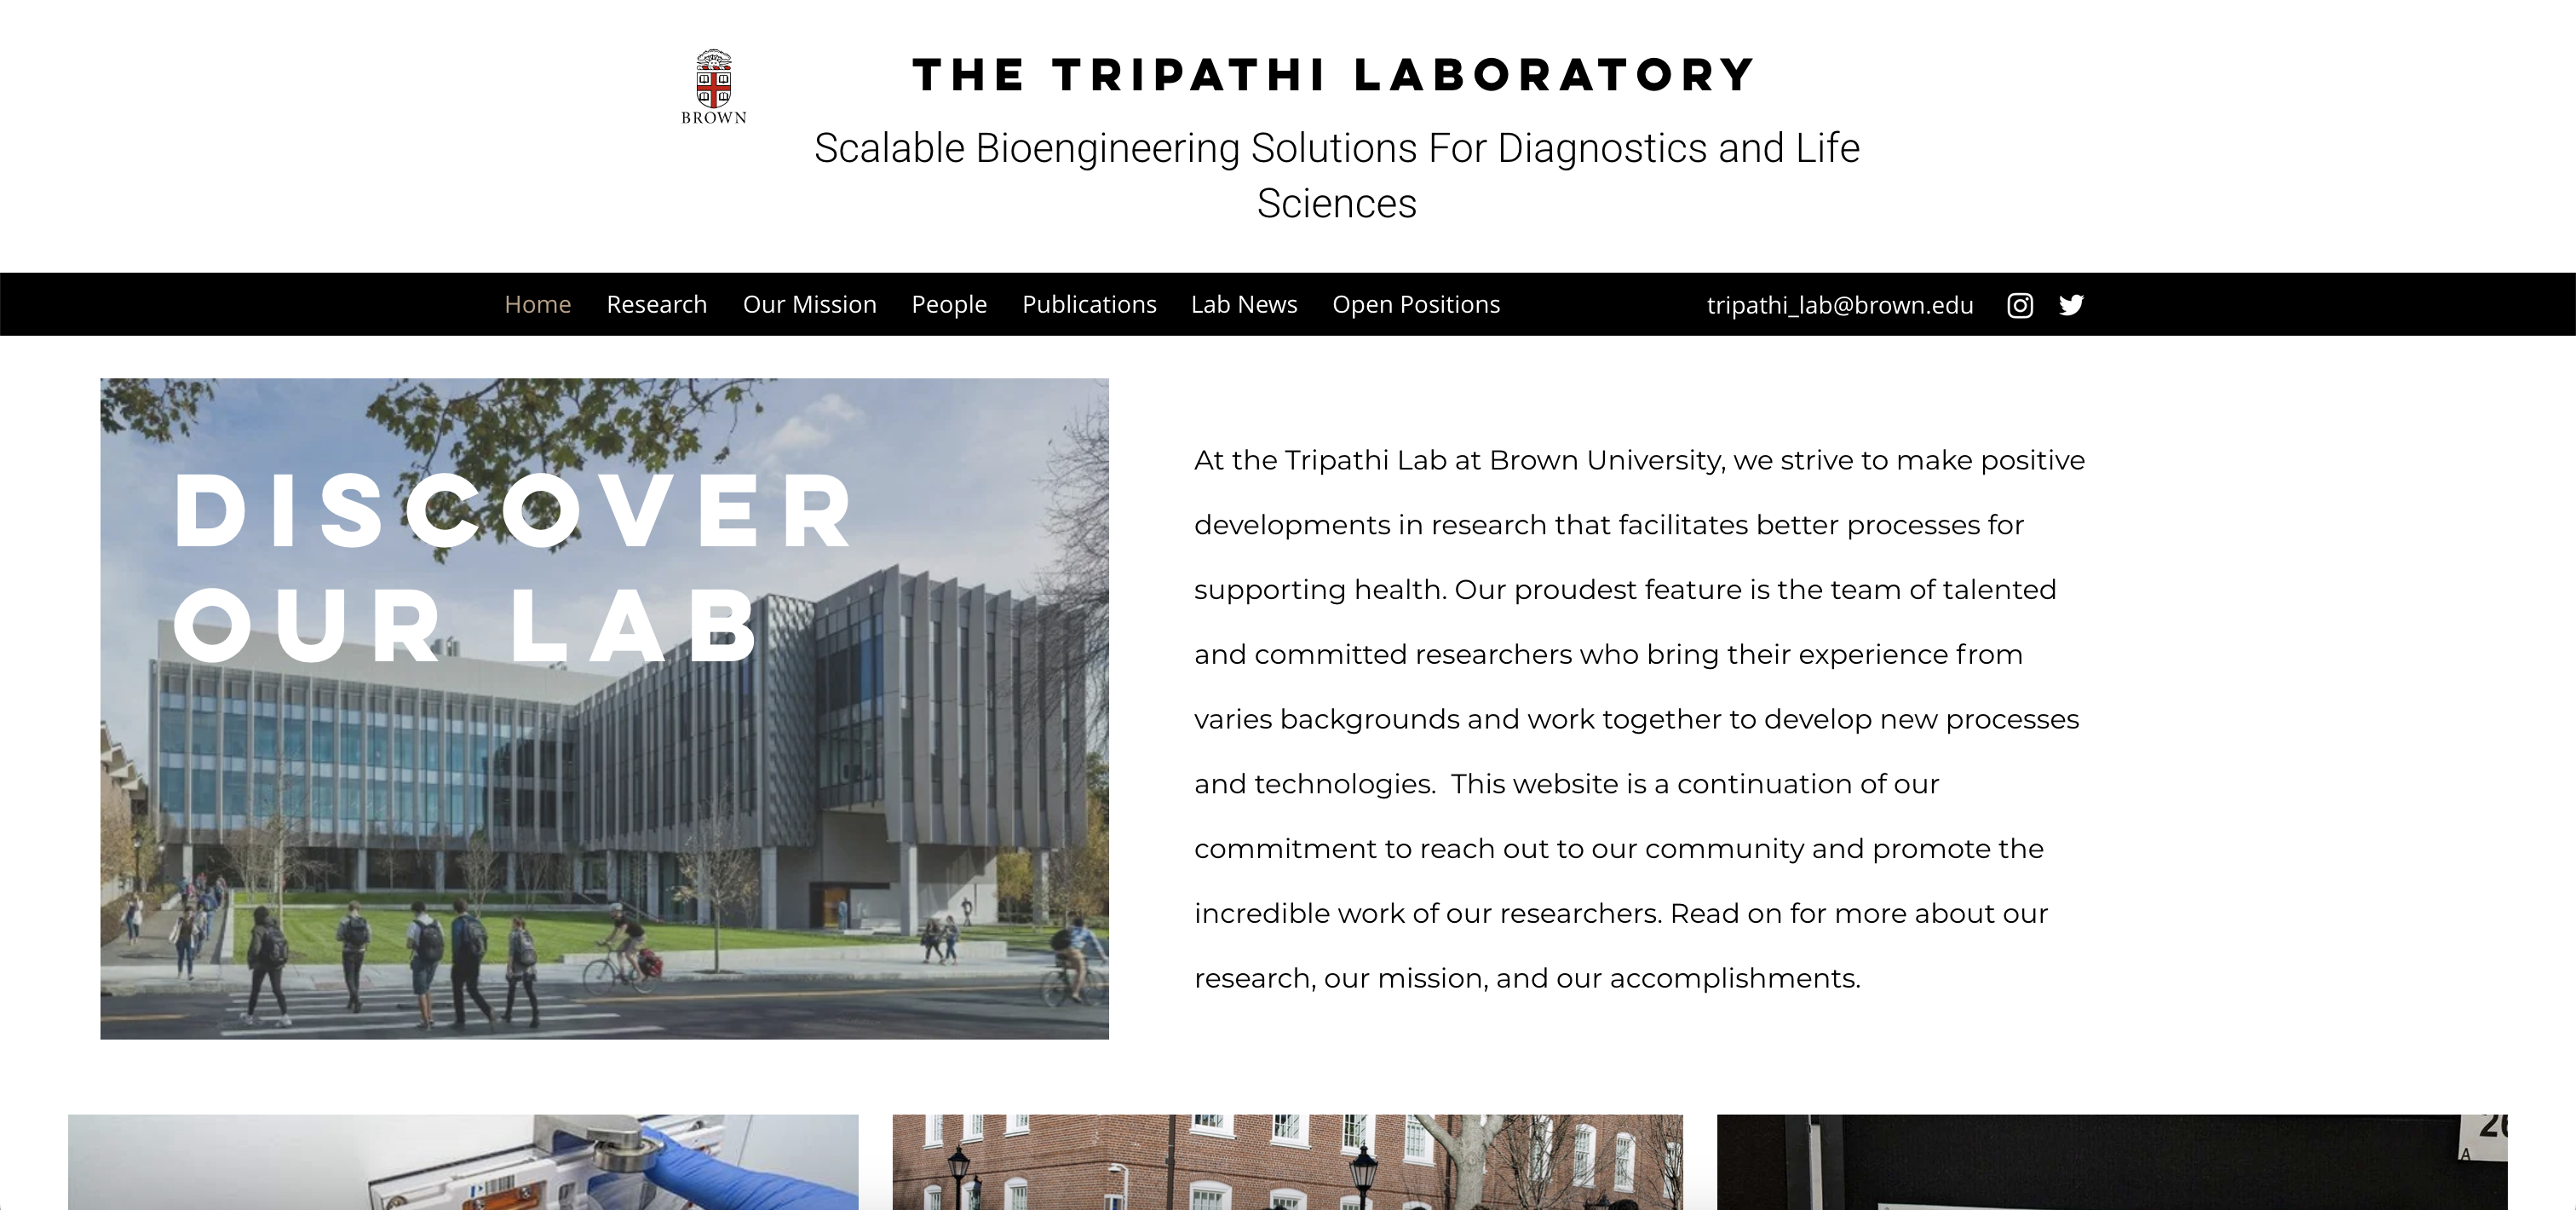 BROWN
THE TRIPATHI LABORATORY
Scalable Bioengineering Solutions For Diagnostics and Life
Sciences
Home Research Our Mission People Publications Lab News Open Positions tripathi_lab@brown.edu
DISCOVER
OUR LAB
At the Tripathi Lab at Brown University, we strive to make positive
developments in research that facilitates better processes for
supporting health. Our proudest feature is the team of talented
and committed researchers who bring their experience from
varies backgrounds and work together to develop new processes
and technologies.  This website is a continuation of our
commitment to reach out to our community and promote the
incredible work of our researchers. Read on for more about our
research, our mission, and our accomplishments.
A